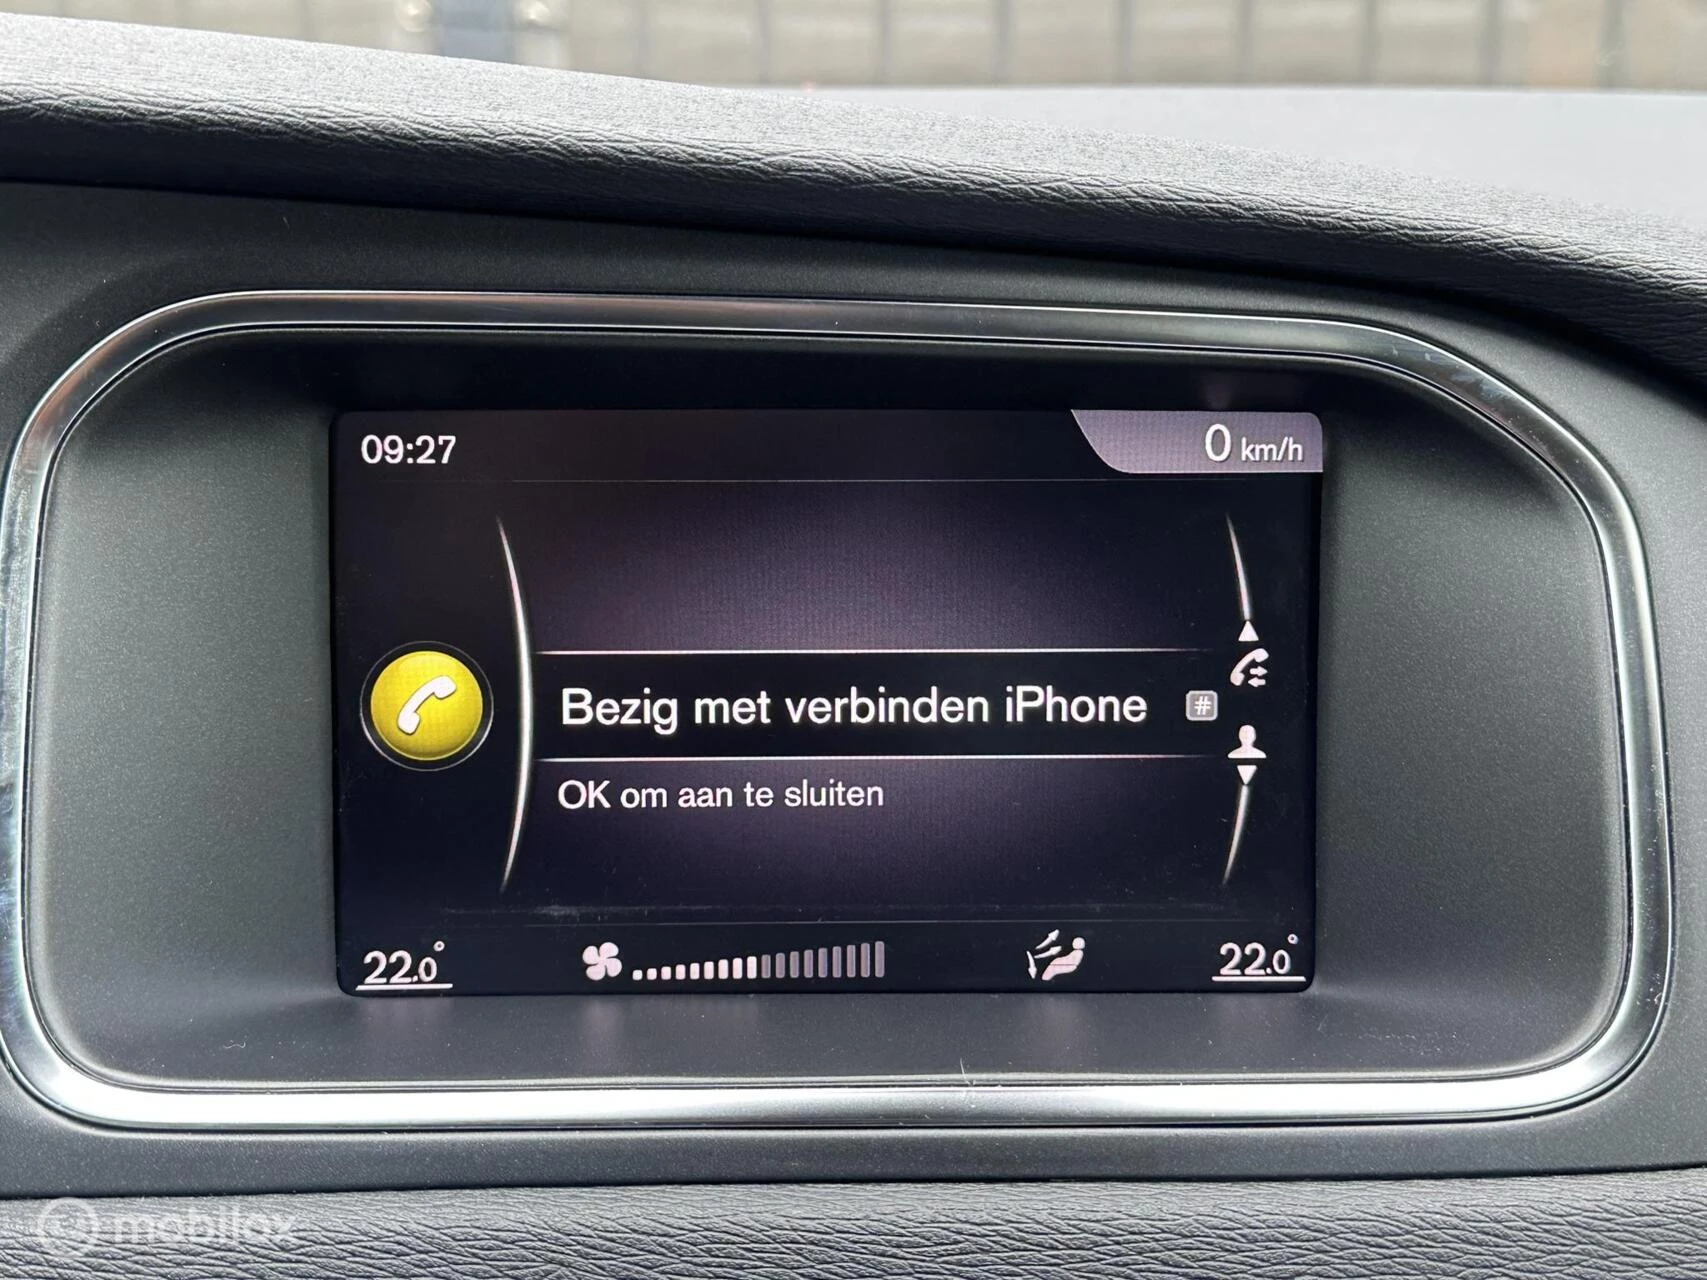 09:27
0 km/h
Bezig met verbinden iPhone #
OK om aan te sluiten
22.0°
22.0°
mobilox